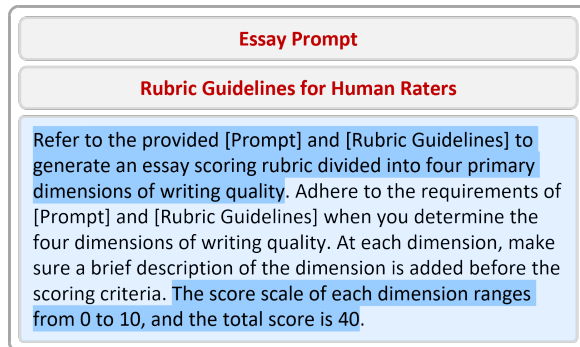 Essay Prompt
Rubric Guidelines for Human Raters
Refer to the provided [Prompt] and [Rubric Guidelines] to
generate an essay scoring rubric divided into four primary
dimensions of writing quality. Adhere to the requirements of
[Prompt] and [Rubric Guidelines] when you determine the
four dimensions of writing quality. At each dimension, make
sure a brief description of the dimension is added before the
scoring criteria. The score scale of each dimension ranges
from 0 to 10, and the total score is 40.